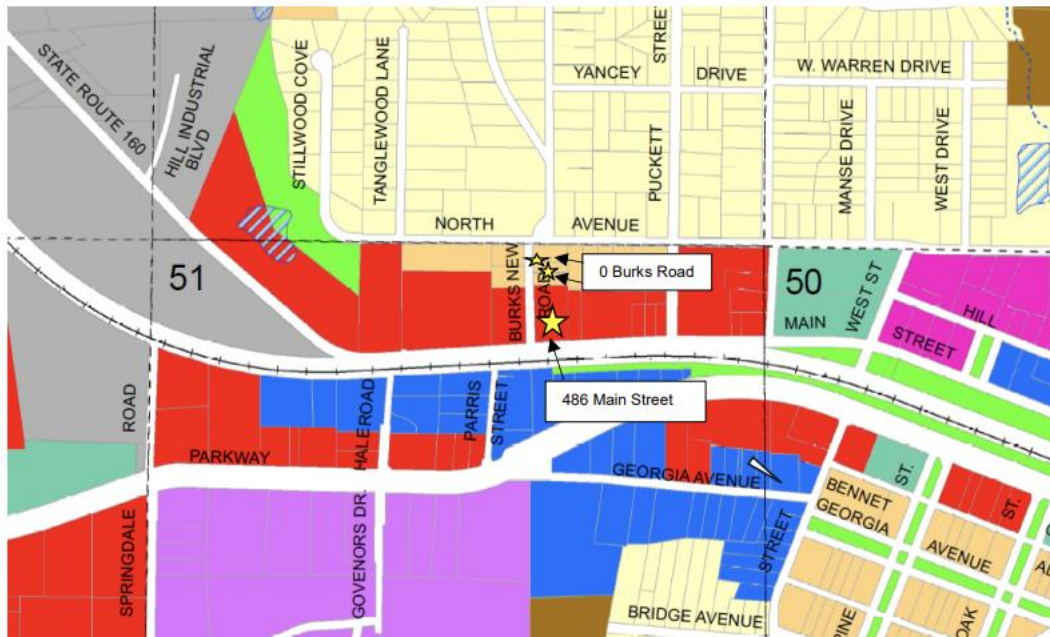 STATE ROUTE 160
HILL INDUSTRIAL
BLVD
STILLWOOD COVE
TANGLEWOOD LANE
YANCEY
DRIVE
STREET
PUCKETT
W. WARREN DRIVE
MANSE DRIVE
WEST DRIVE
NORTH
AVENUE
51
BURKS NEW
ROAD
0 Burks Road
50
MAIN
WEST ST
HILL
STREET
486 Main Street
ROAD
SPRINGDALE
PARKWAY
HALE ROAD
PARRIS
STREET
GOVENORS DR.
GEORGIA AVENUE
STREET
BENNET
GEORGIA
AVENUE
ST.
ST.
BRIDGE AVENUE
PINE
OAK